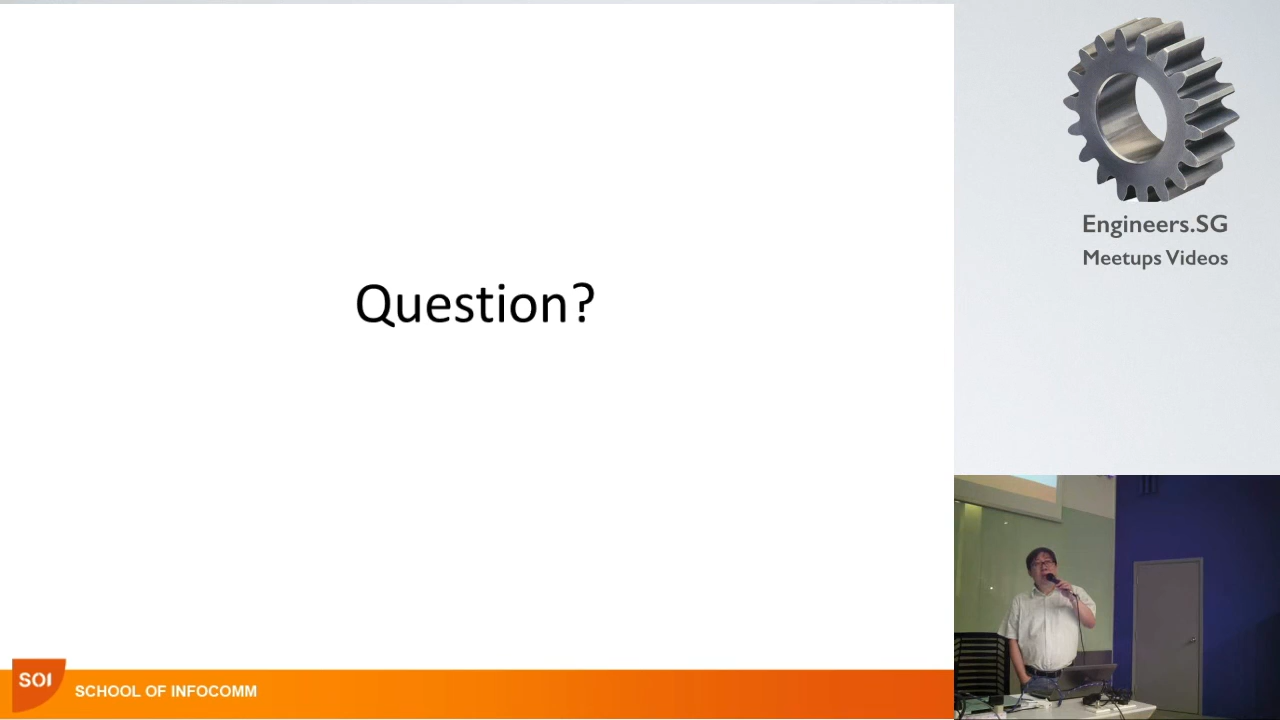 Question?
SOI
SCHOOL OF INFOCOMM
Engineers.SG
Meetups Videos